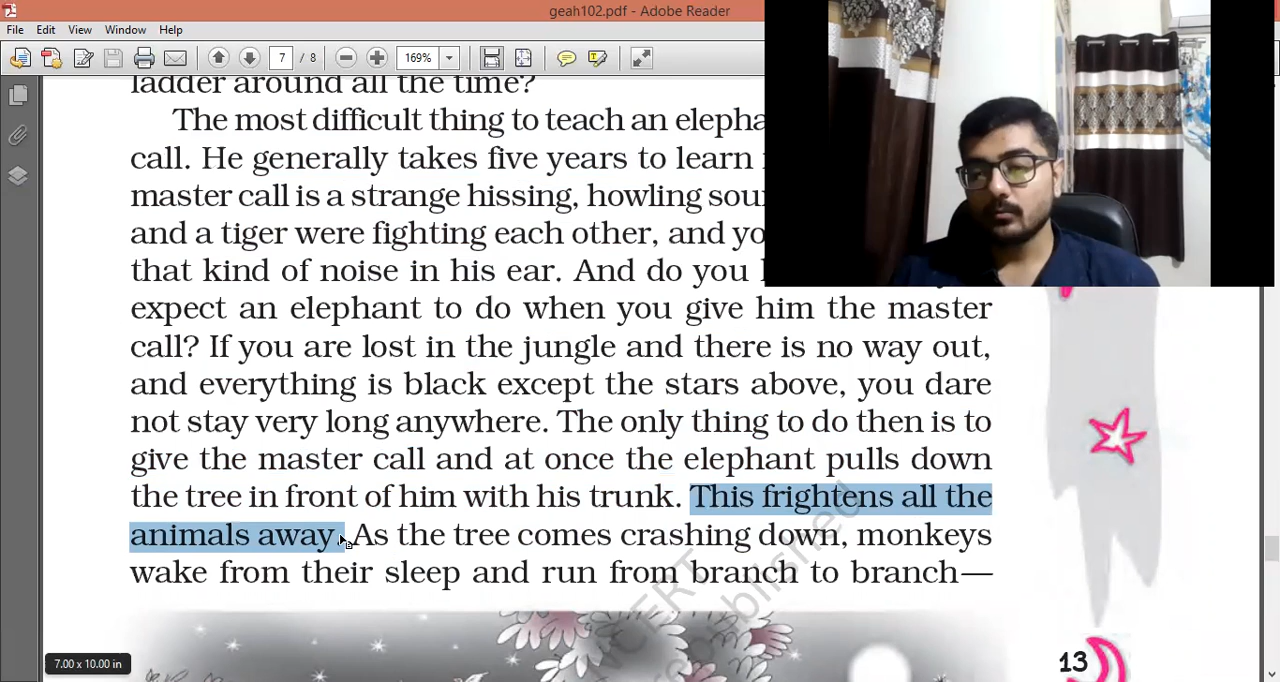 geah102.pdf - Adobe Reader
File Edit View Window Help
7 / 8 169%
ladder around all the time?
The most difficult thing to teach an elepha
call. He generally takes five years to learn
master call is a strange hissing, howling sou
and a tiger were fighting each other, and yo
that kind of noise in his ear. And do you
expect an elephant to do when you give him the master
call? If you are lost in the jungle and there is no way out,
and everything is black except the stars above, you dare
not stay very long anywhere. The only thing to do then is to
give the master call and at once the elephant pulls down
the tree in front of him with his trunk. This frightens all the
animals away. As the tree comes crashing down, monkeys
wake from their sleep and run from branch to branch—
7.00 x 10.00 in
13